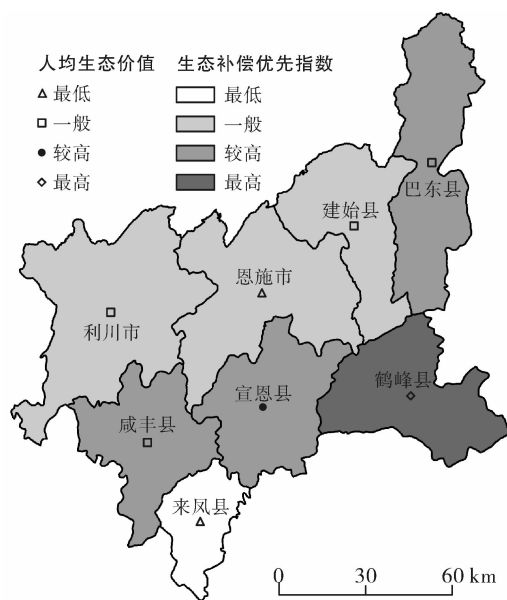 人均生态价值 生态补偿优先指数
最低 最低
一般 一般
较高 较高
最高 最高
巴东县
建始县
恩施市
利川市
鹤峰县
宣恩县
咸丰县
来凤县
0 30 60 km